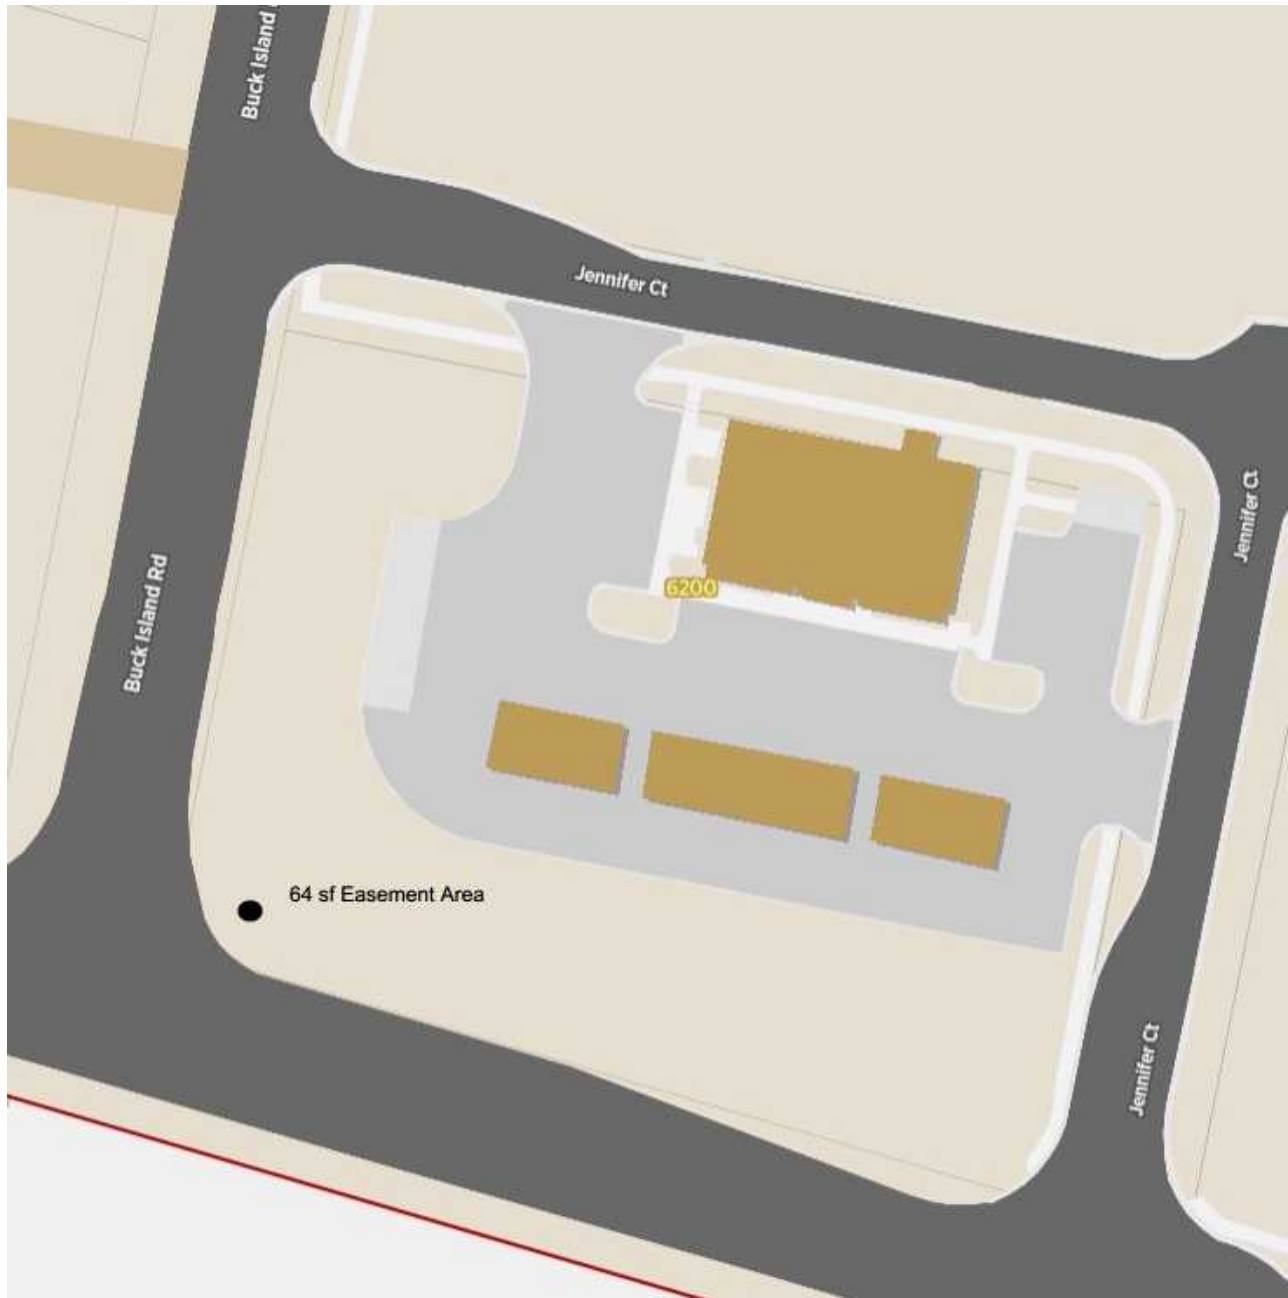 Buck Island
Jennifer Ct
Jennifer Ct
6200
Buck Island Rd
64 sf Easement Area
Jennifer Ct